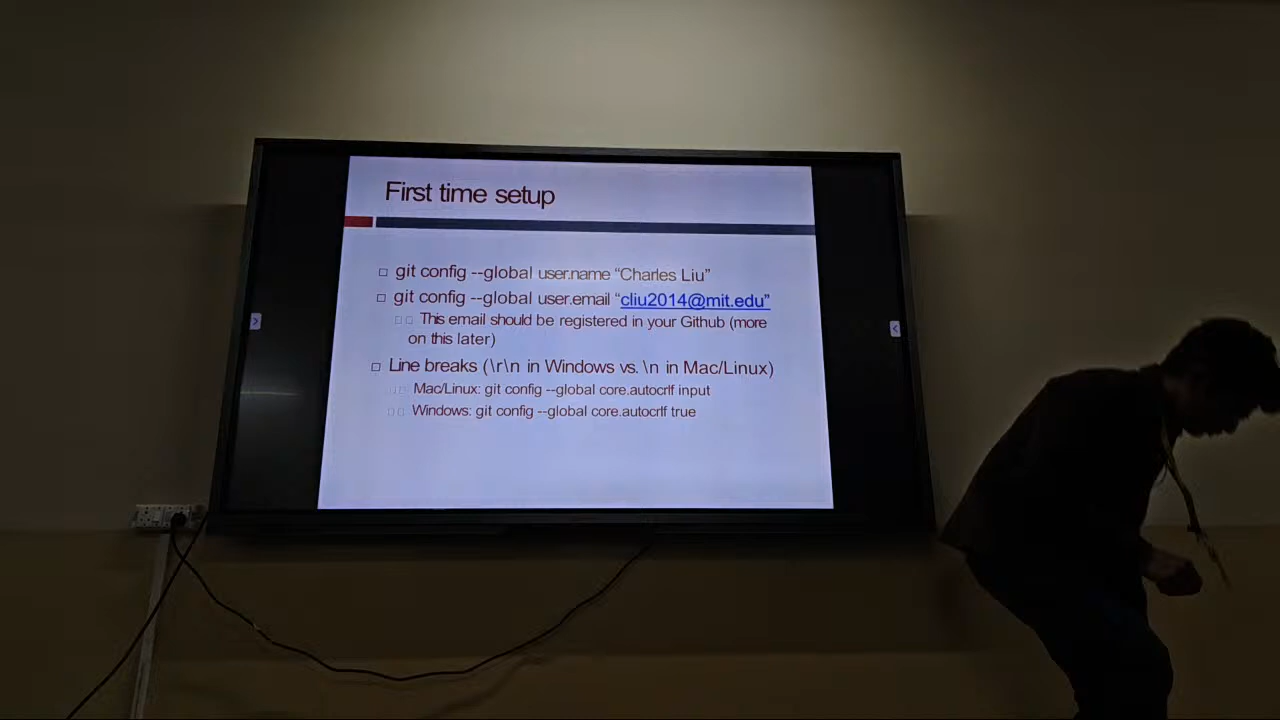 First time setup
git config --global user.name “Charles Liu”
git config --global user.email “cliu2014@mit.edu”
This email should be registered in your Github (more
on this later)
Line breaks (\r\n in Windows vs. \n in Mac/Linux)
Mac/Linux: git config --global core.autocrlf input
Windows: git config --global core.autocrlf true